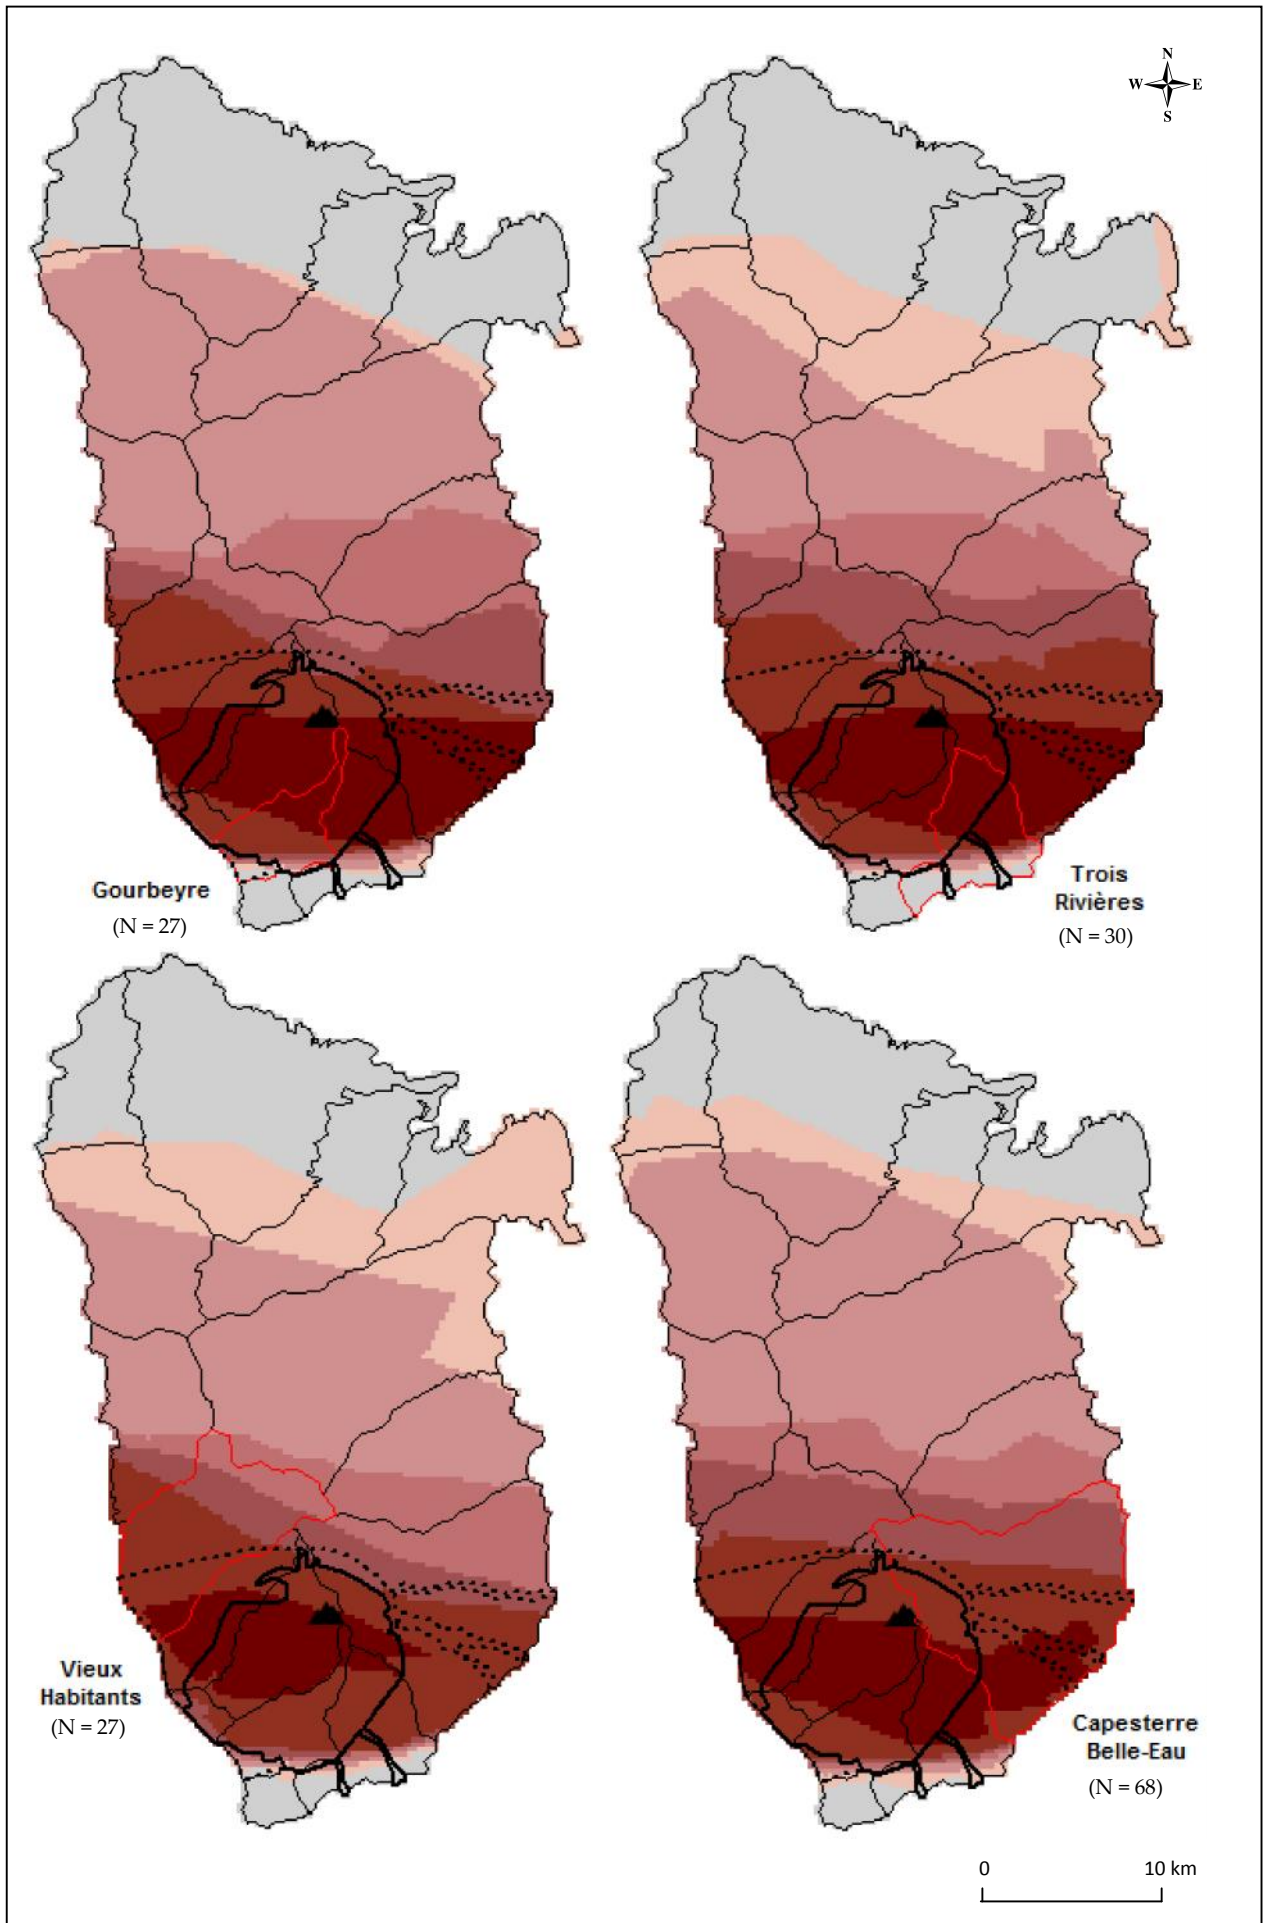 N
W E
S
Gourbeyre
(N = 27)
Trois
Rivières
(N = 30)
Vieux
Habitants
(N = 27)
Capesterre
Belle-Eau
(N = 68)
0 10 km